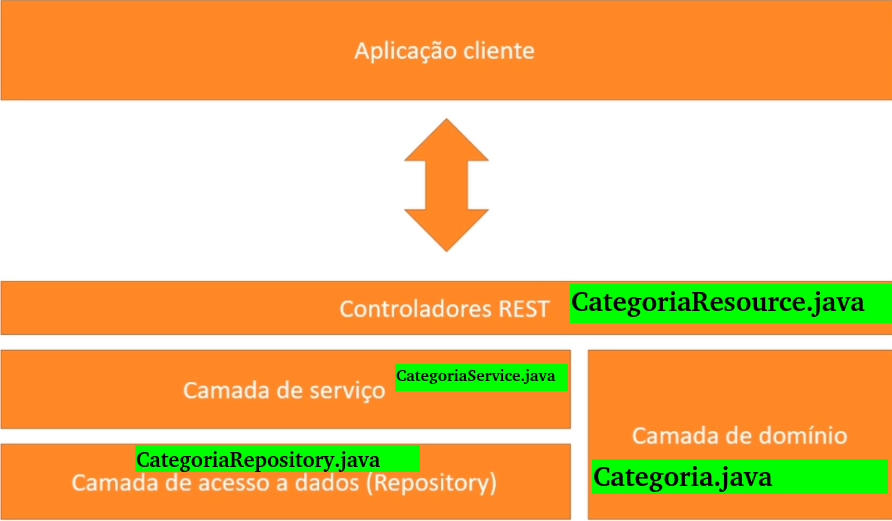 Aplicação cliente
Controladores REST
CategoriaResource.java
Camada de serviço
CategoriaService.java
CategoriaRepository.java
Camada de acesso a dados (Repository)
Camada de domínio
Categoria.java